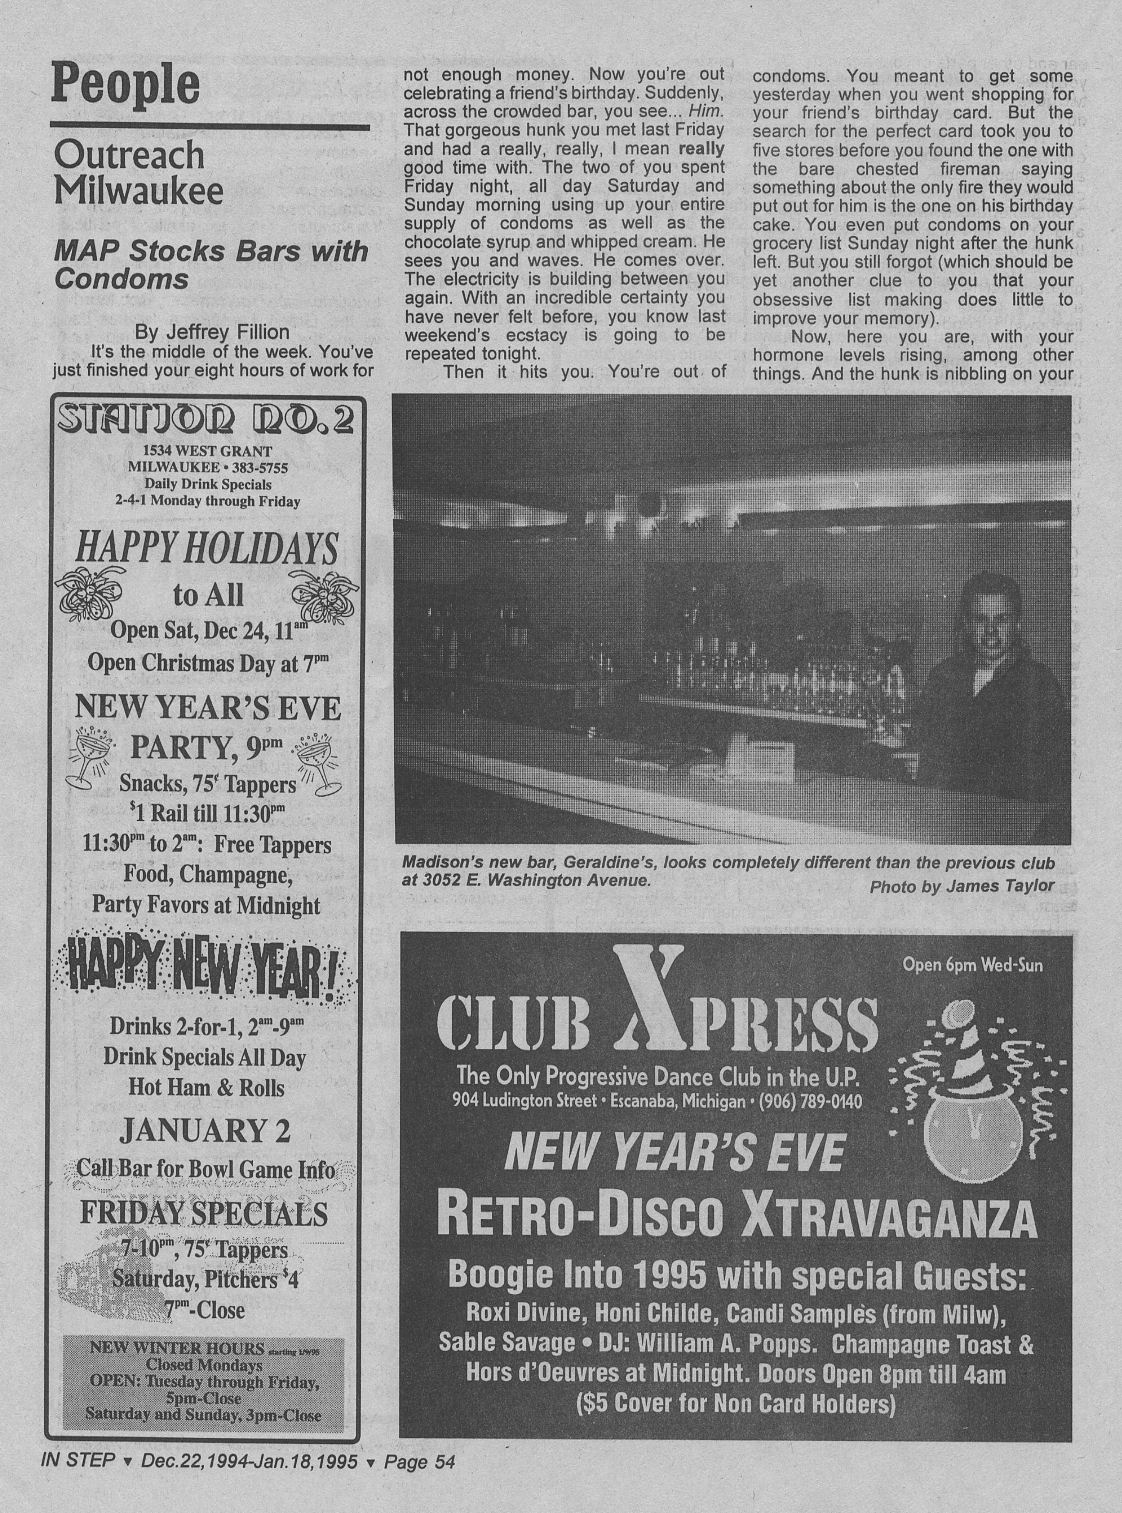 People
Outreach
Milwaukee
MAP Stocks Bars with
Condoms
By Jeffrey Fillion
It's the middle of the week. You've
just finished your eight hours of work for
not enough money. Now you're out
celebrating a friend's birthday. Suddenly,
across the crowded bar, you see... Him.
That gorgeous hunk you met last Friday
and had a really, really, I mean really
good time with. The two of you spent
Friday night, all day Saturday and
Sunday morning using up your entire
supply of condoms as well as the
chocolate syrup and whipped cream. He
sees you and waves. He comes over.
The electricity is building between you
again. With an incredible certainty you
have never felt before, you know last
weekend's ecstacy is going to be
repeated tonight.
Then it hits you. You're out of
condoms. You meant to get some
yesterday when you went shopping for
your friend's birthday card. But the
search for the perfect card took you to
five stores before you found the one with
the bare chested fireman saying
something about the only fire they would
put out for him is the one on his birthday
cake. You even put condoms on your
grocery list Sunday night after the hunk
left. But you still forgot (which should be
yet another clue to you that your
obsessive list making does little to
improve your memory).
Now, here you are, with your
hormone levels rising, among other
things. And the hunk is nibbling on your
STATION NO.2
1534 WEST GRANT
MILWAUKEE • 383-5755
Daily Drink Specials
2-4-1 Monday through Friday
HAPPY HOLIDAYS
to All
Open Sat, Dec 24, 11am
Open Christmas Day at 7pm
NEW YEAR'S EVE
PARTY, 9pm
Snacks, 75¢ Tappers
$1 Rail till 11:30pm
11:30pm to 2am: Free Tappers
Food, Champagne,
Party Favors at Midnight
HAPPY NEW YEAR!
Drinks 2-for-1, 2am-9am
Drink Specials All Day
Hot Ham & Rolls
JANUARY 2
Call Bar for Bowl Game Info
FRIDAY SPECIALS
7-10pm, 75¢ Tappers
Saturday, Pitchers $4
7pm-Close
NEW WINTER HOURS starting 1/9/95
Closed Mondays
OPEN: Tuesday through Friday,
5pm-Close
Saturday and Sunday, 3pm-Close
Madison's new bar, Geraldine's, looks completely different than the previous club
at 3052 E. Washington Avenue.
Photo by James Taylor
Open 6pm Wed-Sun
CLUB XPRESS
The Only Progressive Dance Club in the U.P.
904 Ludington Street • Escanaba, Michigan • (906) 789-0140
NEW YEAR'S EVE
RETRO-DISCO XTRAVAGANZA
Boogie Into 1995 with special Guests:
Roxi Divine, Honi Childe, Candi Samples (from Milw),
Sable Savage • DJ: William A. Popps. Champagne Toast &
Hors d'Oeuvres at Midnight. Doors Open 8pm till 4am
($5 Cover for Non Card Holders)
IN STEP ▼ Dec.22,1994-Jan.18,1995 ▼ Page 54